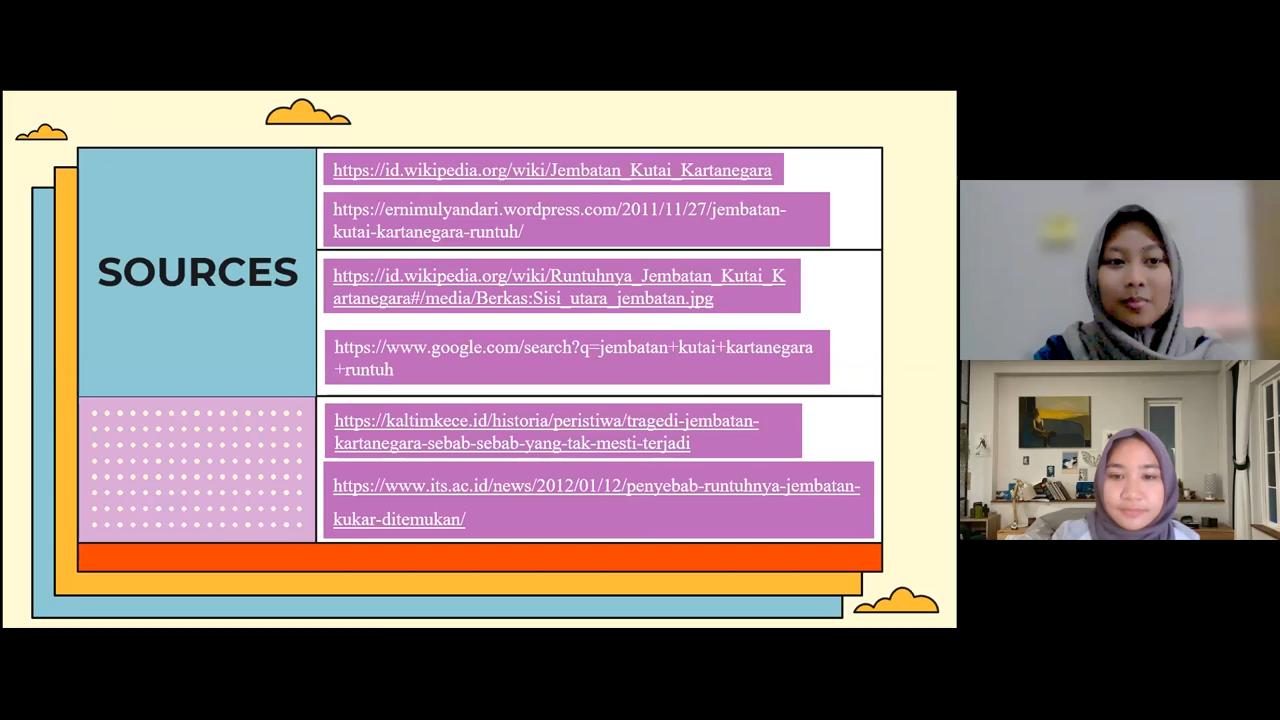 SOURCES
https://id.wikipedia.org/wiki/Jembatan_Kutai_Kartanegara
https://ernimulyandari.wordpress.com/2011/11/27/jembatan-
kutai-kartanegara-runtuh/
https://id.wikipedia.org/wiki/Runtuhnya_Jembatan_Kutai_K
artanegara#/media/Berkas:Sisi_utara_jembatan.jpg
https://www.google.com/search?q=jembatan+kutai+kartanegara
+runtuh
https://kaltimkece.id/historia/peristiwa/tragedi-jembatan-
kartanegara-sebab-sebab-yang-tak-mesti-terjadi
https://www.its.ac.id/news/2012/01/12/penyebab-runtuhnya-jembatan-
kukar-ditemukan/